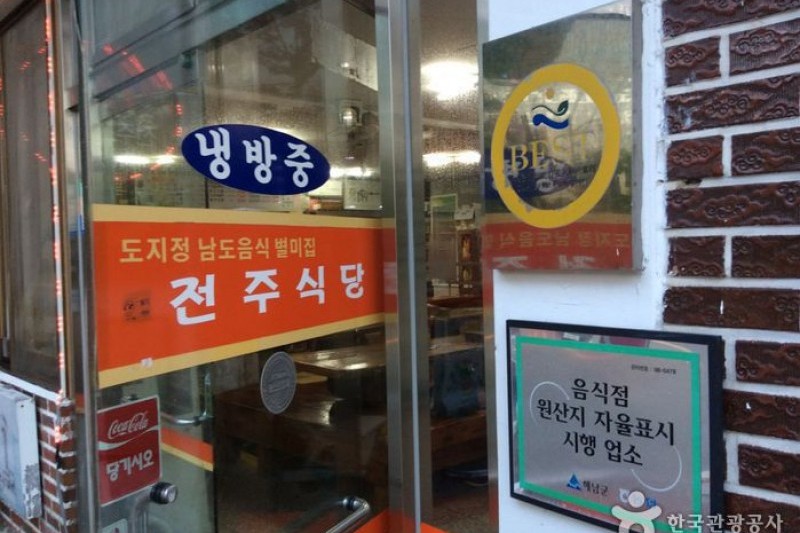 냉방중
도지정 남도음식 별미집
전주식당
Coca-Cola
당기시오
BEST
음식점
원산지 자율표시
시행 업소
해남군
한국관광공사